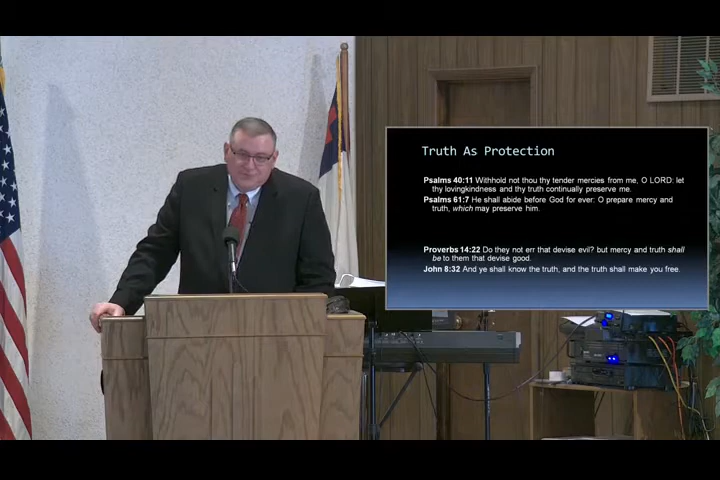 Truth As Protection
Psalms 40:11 Withhold not thou thy tender mercies from me, O LORD: let
thy lovingkindness and thy truth continually preserve me.
Psalms 61:7 He shall abide before God for ever: O prepare mercy and
truth, which may preserve him.
Proverbs 14:22 Do they not err that devise evil? but mercy and truth shall
be to them that devise good.
John 8:32 And ye shall know the truth, and the truth shall make you free.